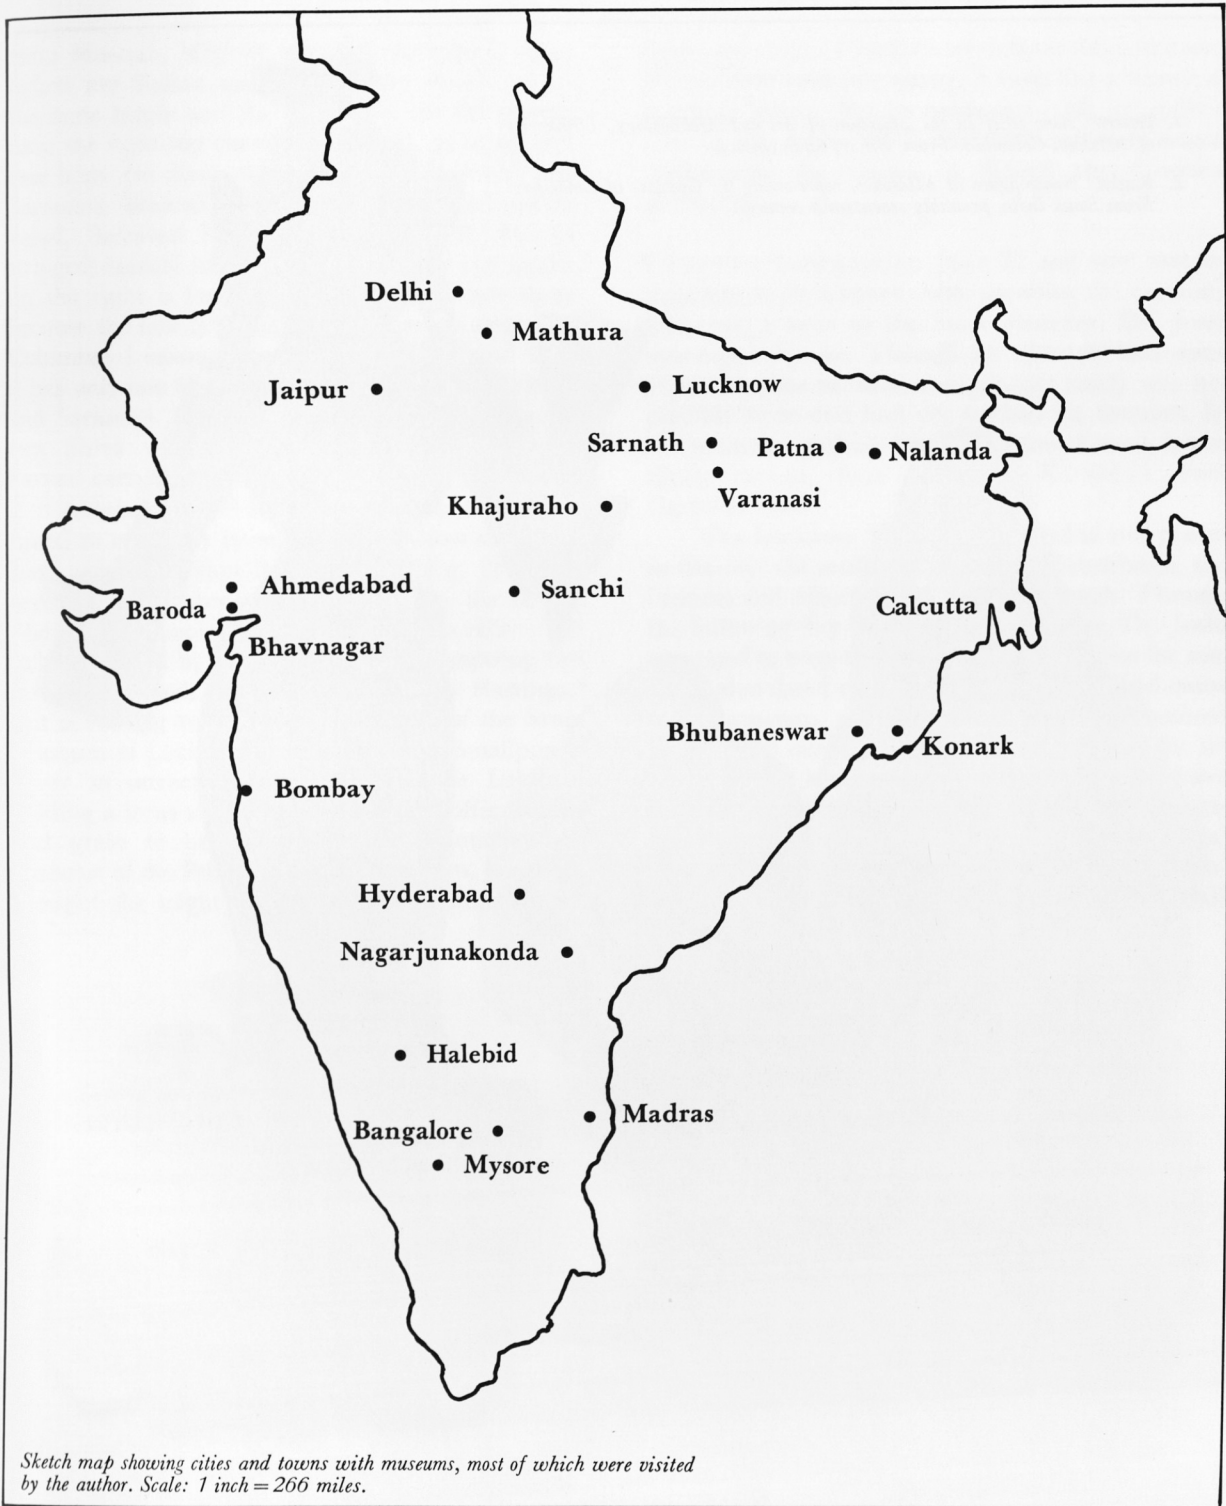 Delhi
Mathura
Jaipur
Lucknow
Sarnath
Patna
Nalanda
Varanasi
Khajuraho
Ahmedabad
Sanchi
Baroda
Calcutta
Bhavnagar
Bhubaneswar
Konark
Bombay
Hyderabad
Nagarjunakonda
Halebid
Madras
Bangalore
Mysore
Sketch map showing cities and towns with museums, most of which were visited
by the author. Scale: 1 inch = 266 miles.